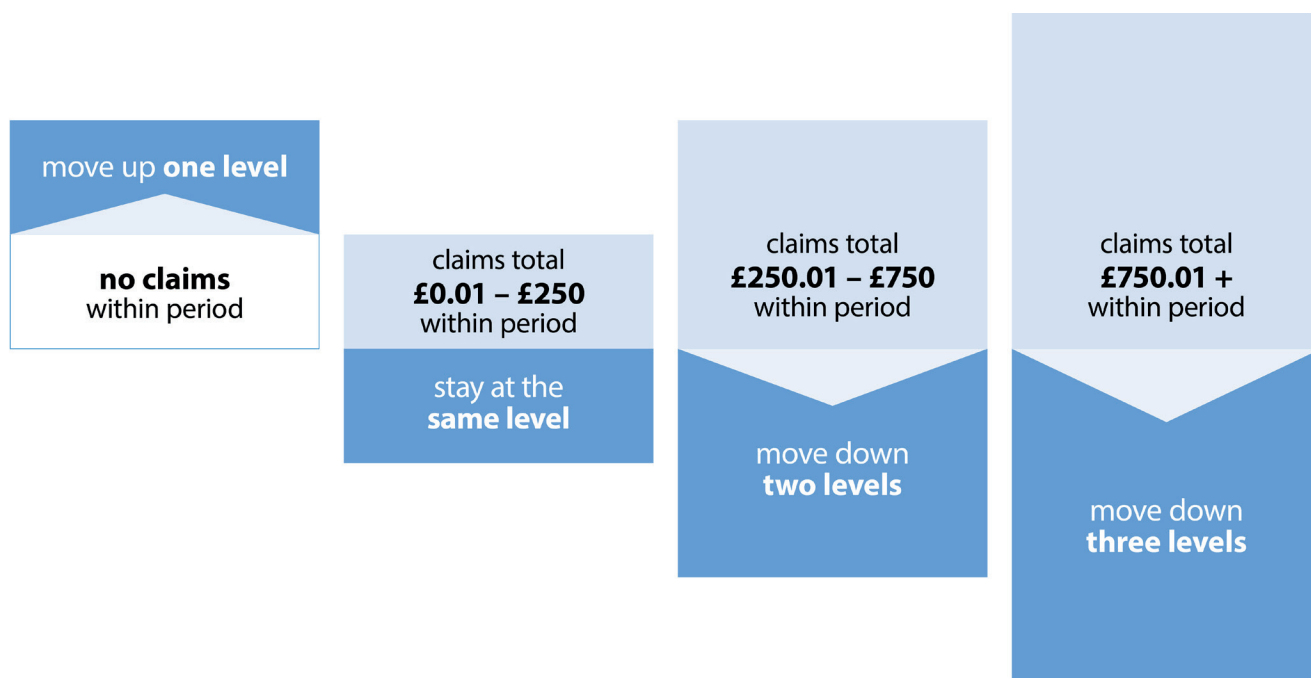 move up one level
no claims
within period
claims total
£0.01 – £250
within period
stay at the
same level
claims total
£250.01 – £750
within period
move down
two levels
claims total
£750.01 +
within period
move down
three levels